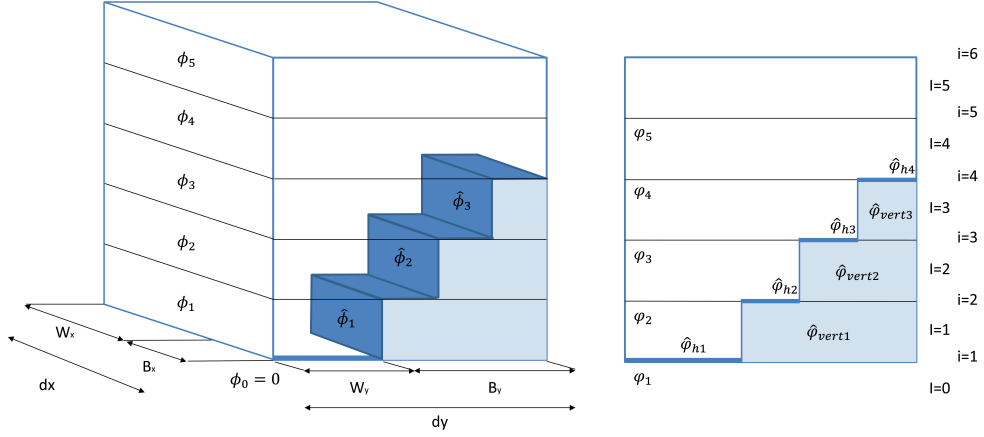 ϕ₅
ϕ₄
ϕ₃
ϕ₂
ϕ₁
ϕ̂₃
ϕ̂₂
ϕ̂₁
Wₓ
Bₓ
dx
ϕ₀ = 0
Wᵧ
Bᵧ
dy
φ₅
φ₄
φ₃
φ₂
φ₁
φ̂ₕ₄
φ̂ₕ₃
φ̂ₕ₂
φ̂ₕ₁
φ̂ᵥₑᵣₜ₃
φ̂ᵥₑᵣₜ₂
φ̂ᵥₑᵣₜ₁
i=6
I=5
i=5
I=4
i=4
I=3
i=3
I=2
i=2
I=1
i=1
I=0